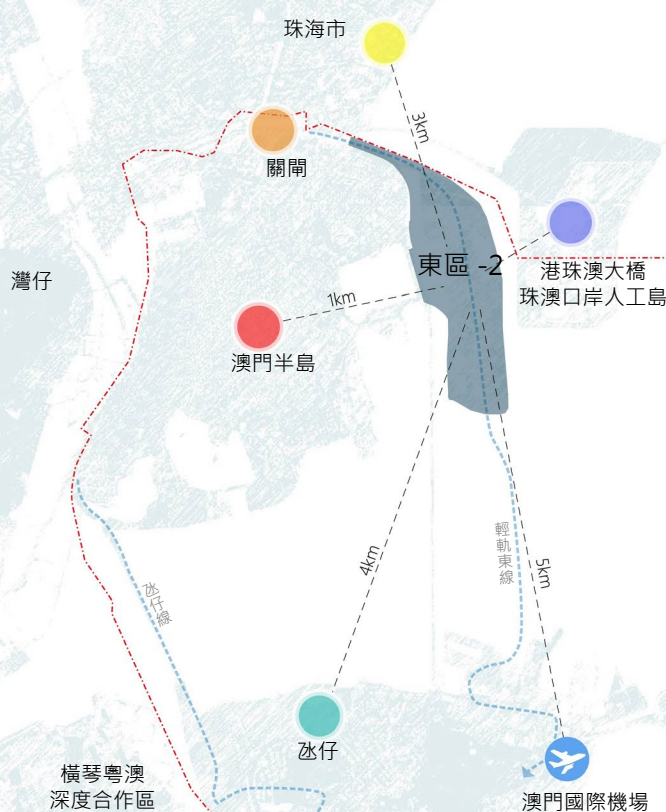 珠海市
3km
關閘
東區 -2
灣仔
港珠澳大橋
珠澳口岸人工島
1km
澳門半島
輕軌東線
4km
5km
氹仔線
氹仔
橫琴粵澳
深度合作區
澳門國際機場